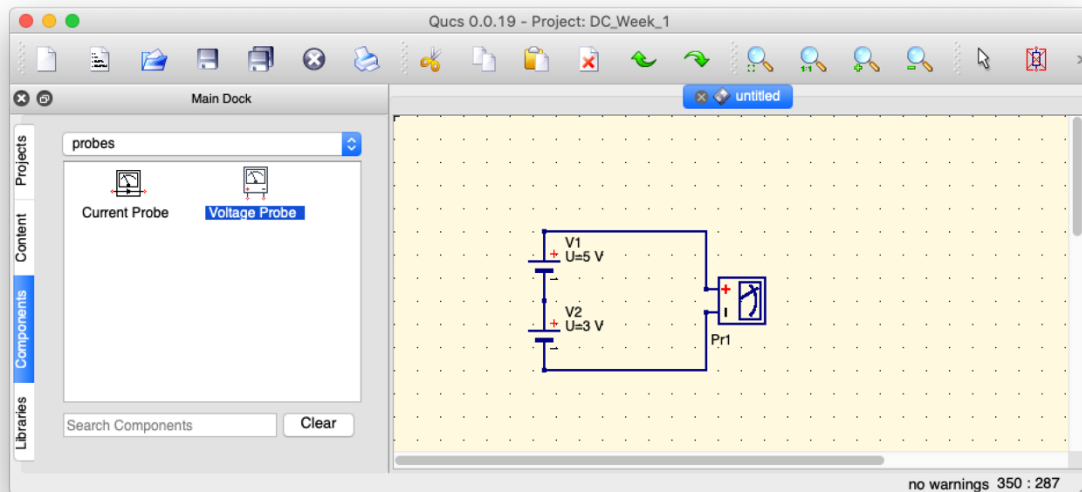 Qucs 0.0.19 - Project: DC_Week_1
Main Dock
untitled
Projects
Content
Components
Libraries
probes
Current Probe
Voltage Probe
V1
U=5 V
V2
U=3 V
Pr1
Search Components
Clear
no warnings 350 : 287